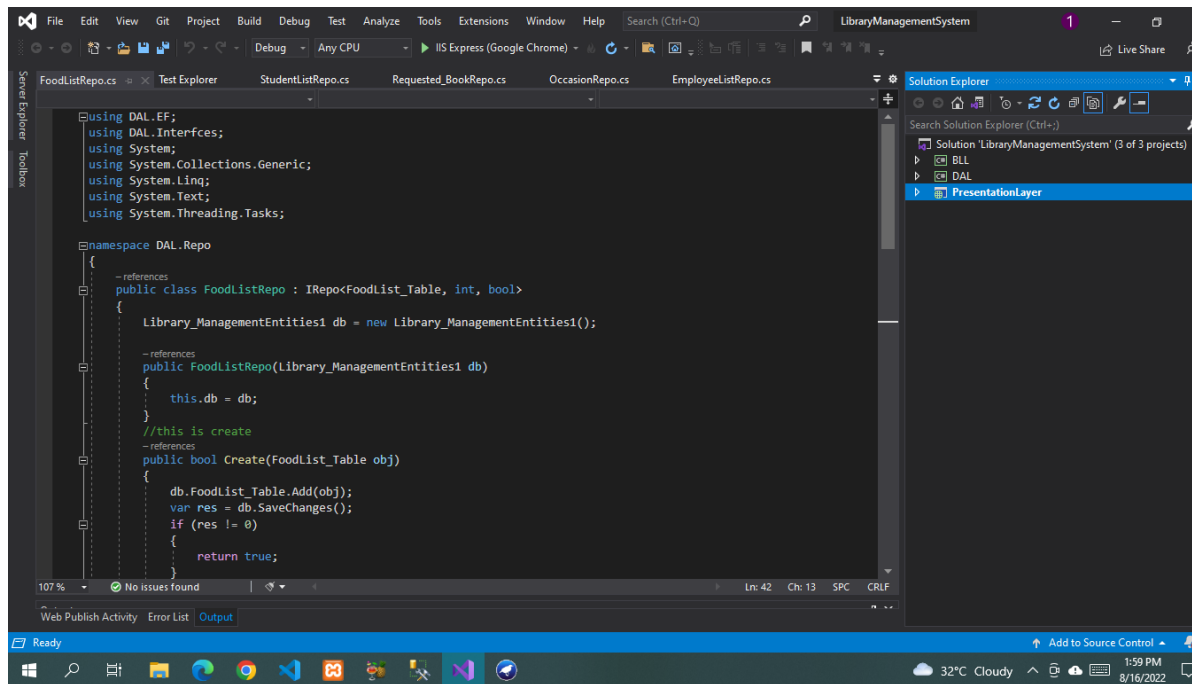 File Edit View Git Project Build Debug Test Analyze Tools Extensions Window Help Search (Ctrl+Q) LibraryManagementSystem 1
Debug Any CPU IIS Express (Google Chrome) Live Share
Server Explorer
Toolbox
FoodListRepo.cs Test Explorer StudentListRepo.cs Requested_BookRepo.cs OccasionRepo.cs EmployeeListRepo.cs
using DAL.EF;
using DAL.Interfces;
using System;
using System.Collections.Generic;
using System.Linq;
using System.Text;
using System.Threading.Tasks;
namespace DAL.Repo
{
– references
public class FoodListRepo : IRepo<FoodList_Table, int, bool>
{
Library_ManagementEntities1 db = new Library_ManagementEntities1();
– references
public FoodListRepo(Library_ManagementEntities1 db)
{
this.db = db;
}
//this is create
– references
public bool Create(FoodList_Table obj)
{
db.FoodList_Table.Add(obj);
var res = db.SaveChanges();
if (res != 0)
{
return true;
}
107 % No issues found Ln: 42 Ch: 13 SPC CRLF
Web Publish Activity Error List Output
Solution Explorer
Search Solution Explorer (Ctrl+;)
Solution 'LibraryManagementSystem' (3 of 3 projects)
BLL
DAL
PresentationLayer
Ready Add to Source Control
32°C Cloudy 1:59 PM
8/16/2022